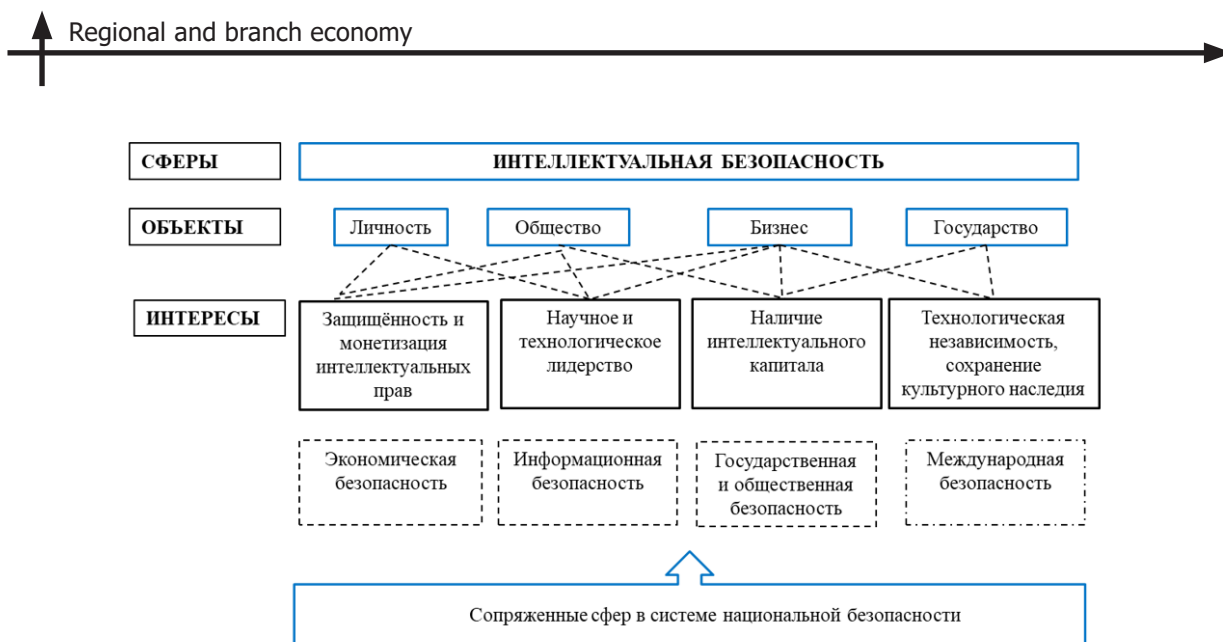 Regional and branch economy
СФЕРЫ
ИНТЕЛЛЕКТУАЛЬНАЯ БЕЗОПАСНОСТЬ
ОБЪЕКТЫ
Личность
Общество
Бизнес
Государство
ИНТЕРЕСЫ
Защищённость и
монетизация
интеллектуальных
прав
Научное и
технологическое
лидерство
Наличие
интеллектуального
капитала
Технологическая
независимость,
сохранение
культурного наследия
Экономическая
безопасность
Информационная
безопасность
Государственная
и общественная
безопасность
Международная
безопасность
Сопряженные сфер в системе национальной безопасности